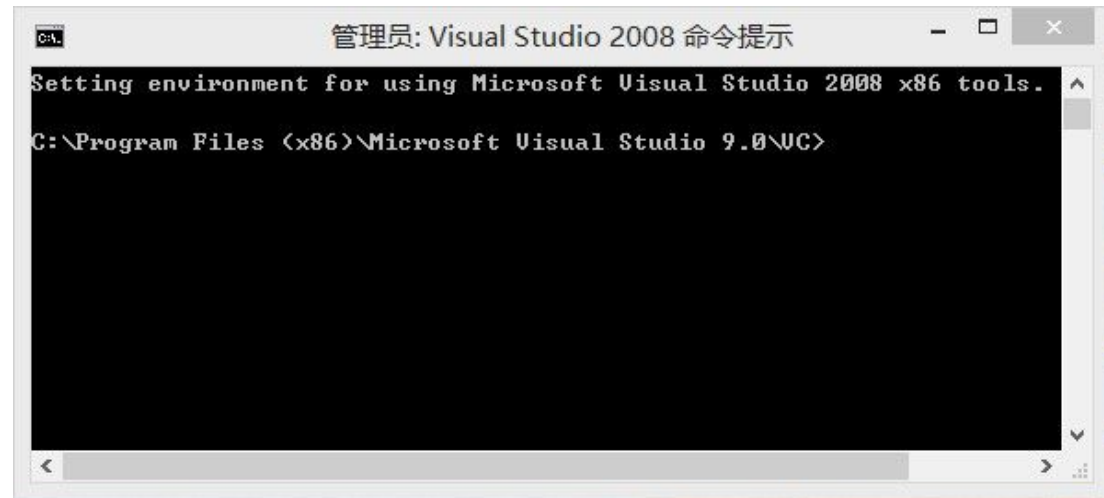 管理员: Visual Studio 2008 命令提示
Setting environment for using Microsoft Visual Studio 2008 x86 tools.
C:\Program Files (x86)\Microsoft Visual Studio 9.0\VC>